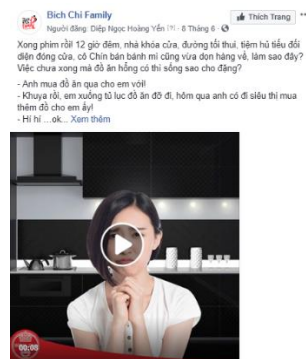 Bich Chi Family
Thích Trang
Người đăng: Diệp Ngọc Hoàng Yến [?] · 8 Tháng 6 ·
Xong phim rồi! 12 giờ đêm, nhà khóa cửa, đường tối thui, tiệm hủ tiểu đối
diện đóng cửa, cô Chín bán bánh mì cũng vừa dọn hàng về, làm sao đây?
Việc chưa xong mà đồ ăn hổng có thì sống sao cho đặng?
- Anh mua đồ ăn qua cho em với!
- Khuya rồi, em xuống tủ lục đồ ăn đỡ đi, hôm qua anh có đi siêu thị mua
thêm đồ cho em ấy!
- Hí hí ...ok... Xem thêm
00:05